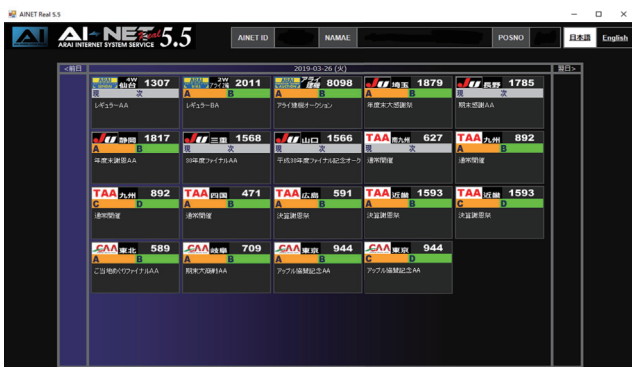 AINET Real 5.5
AI-NET Real 5.5
ARAI INTERNET SYSTEM SERVICE
AINET ID NAMAE POSNO 日本語 English
<前日 2019-03-26 (火) 翌日>
ARAI 4W 仙台 1307
現 次
レギュラーAA
ARAI 2W 2011
A B
レギュラーBA
ARAI アライ建機 8098
A B
アライ建機オークション
JU 埼玉 1879
A B
年度末大感謝祭
JU 長野 1785
現 次
期末感謝AA
JU 静岡 1817
A B
年度末謝恩AA
JU 三重 1568
現 次
30年度ファイナルAA
JU 山口 1566
現 次
平成30年度ファイナル記念オーク
TAA 南九州 627
現 次
通常開催
TAA 九州 892
A B
通常開催
TAA 九州 892
C D
通常開催
TAA 四国 471
A B
通常開催
TAA 広島 591
A B
決算謝恩祭
TAA 近畿 1593
A B
決算謝恩祭
TAA 近畿 1593
C D
決算謝恩祭
CAA 東北 589
A B
ご当地めぐりファイナルAA
CAA 岐阜 709
A B
CAA 東京 944
A B
アップル協賛記念AA
CAA 東京 944
C D
アップル協賛記念AA